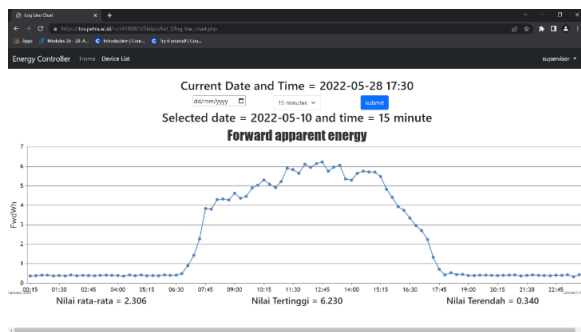 Log Line Chart
Energy Controller Home Device List supervisor
Current Date and Time = 2022-05-28 17:30
dd/mm/yyyy 15 minutes submit
Selected date = 2022-05-10 and time = 15 minute
Forward apparent energy
7
6
5
4
3
2
1
0
00:15 01:30 02:45 04:00 05:15 06:30 07:45 09:00 10:15 11:30 12:45 14:00 15:15 16:30 17:45 19:00 20:15 21:30 22:45
Nilai rata-rata = 2.306 Nilai Tertinggi = 6.230 Nilai Terendah = 0.340